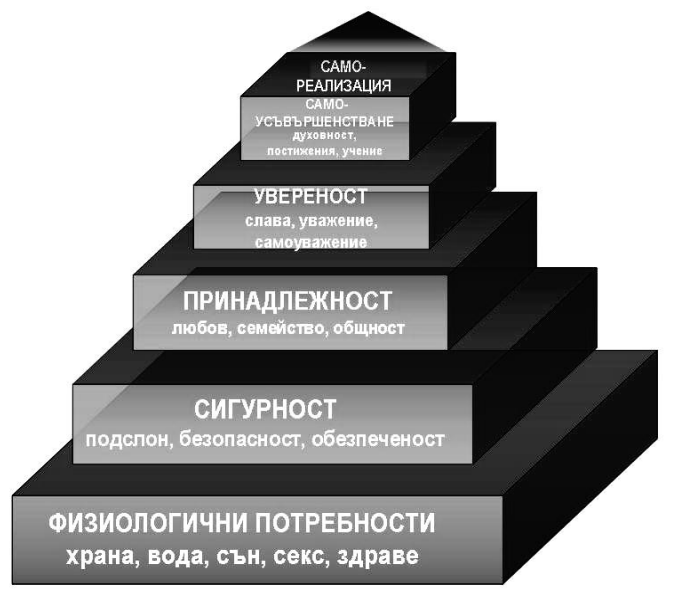 САМО-
РЕАЛИЗАЦИЯ
САМО-
УСЪВЪРШЕНСТВАНЕ
духовност,
постижения, учение
УВЕРЕНОСТ
слава, уважение,
самоуважение
ПРИНАДЛЕЖНОСТ
любов, семейство, общност
СИГУРНОСТ
подслон, безопасност, обезпеченост
ФИЗИОЛОГИЧНИ ПОТРЕБНОСТИ
храна, вода, сън, секс, здраве